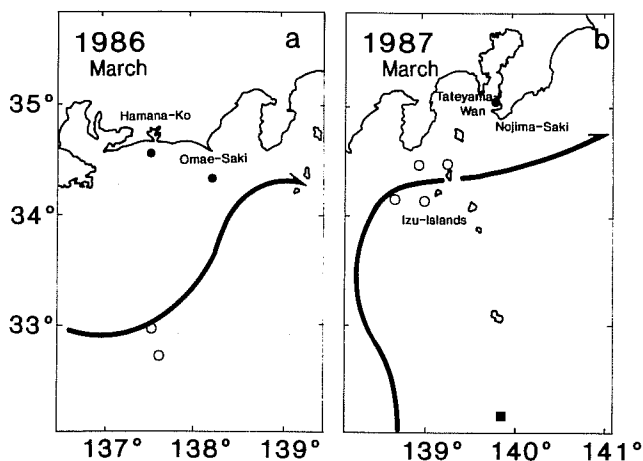 1986
March
a
Hamana-Ko
Omae-Saki
35°
34°
33°
137° 138° 139°
1987
March
b
Tateyama-
Wan
Nojima-Saki
Izu-Islands
139° 140° 141°